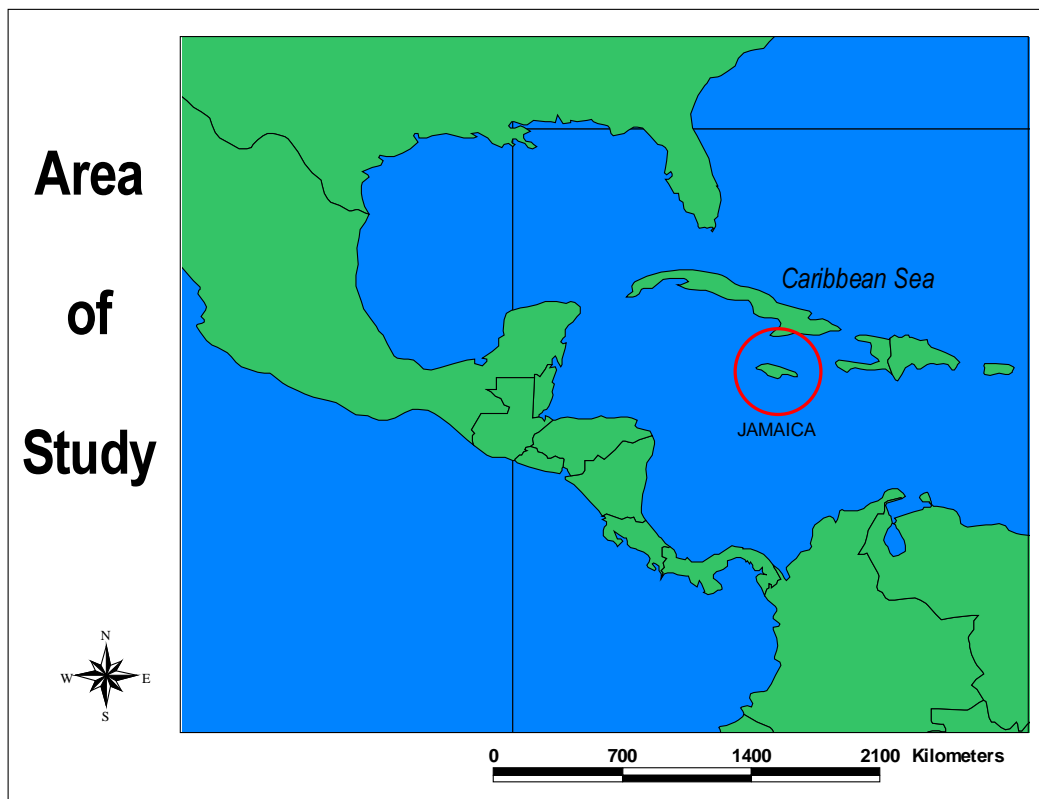 Area
of
Study
Caribbean Sea
JAMAICA
N
W E
S
0 700 1400 2100 Kilometers